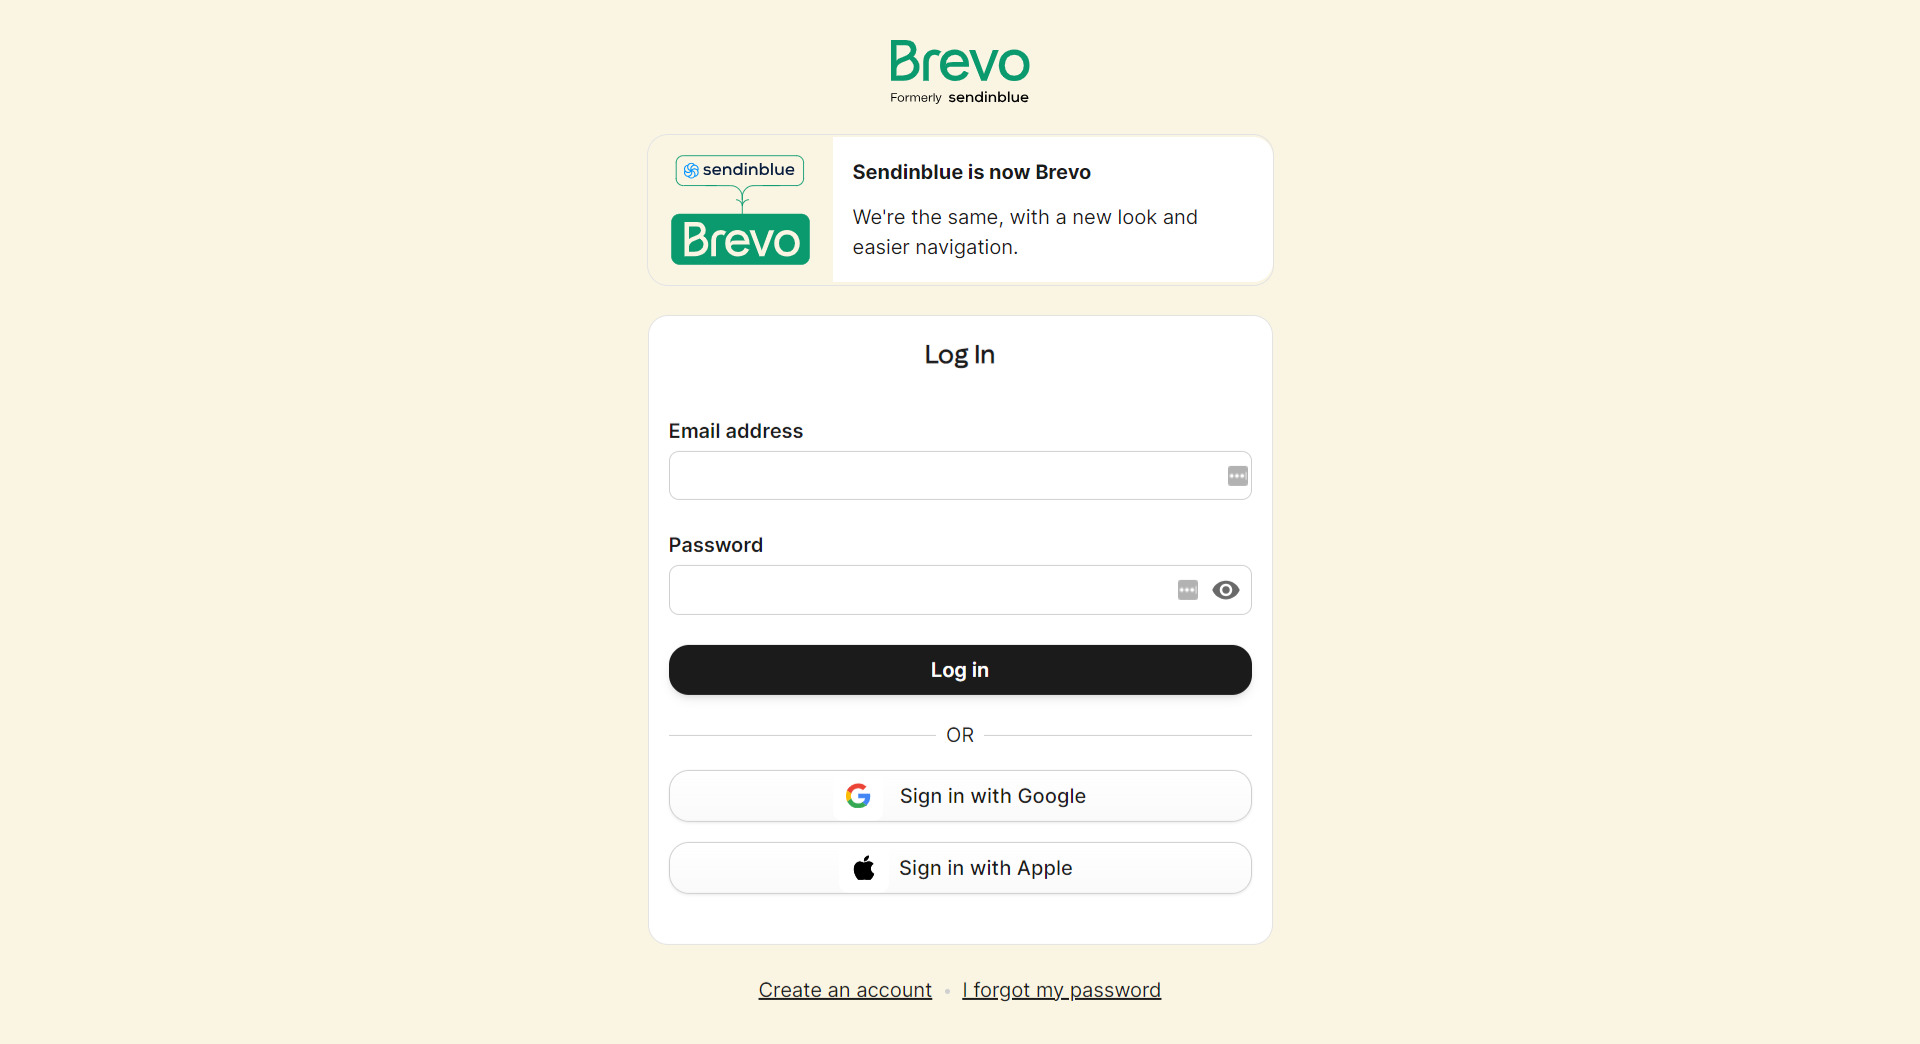 Brevo
Formerly sendinblue
sendinblue
Brevo
Sendinblue is now Brevo
We're the same, with a new look and
easier navigation.
Log In
Email address
Password
Log in
OR
Sign in with Google
Sign in with Apple
Create an account • I forgot my password